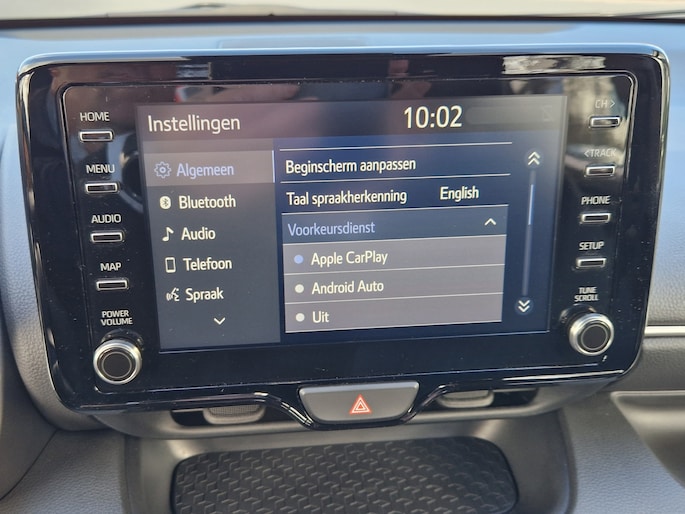 HOME
MENU
AUDIO
MAP
POWER
VOLUME
Instellingen
10:02
Algemeen
Bluetooth
Audio
Telefoon
Spraak
Beginscherm aanpassen
Taal spraakherkenning English
Voorkeursdienst
Apple CarPlay
Android Auto
Uit
CH >
< TRACK
PHONE
SETUP
TUNE
SCROLL